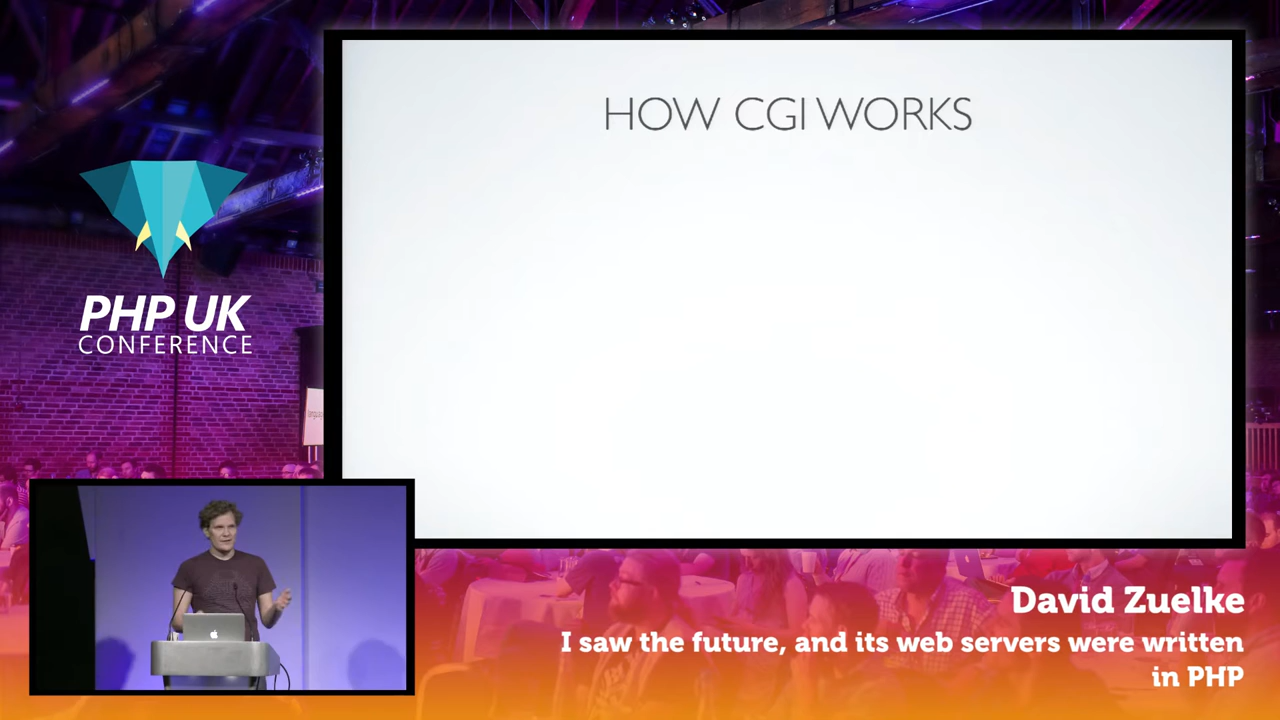 HOW CGI WORKS
PHP UK
CONFERENCE
David Zuelke
I saw the future, and its web servers were written
in PHP